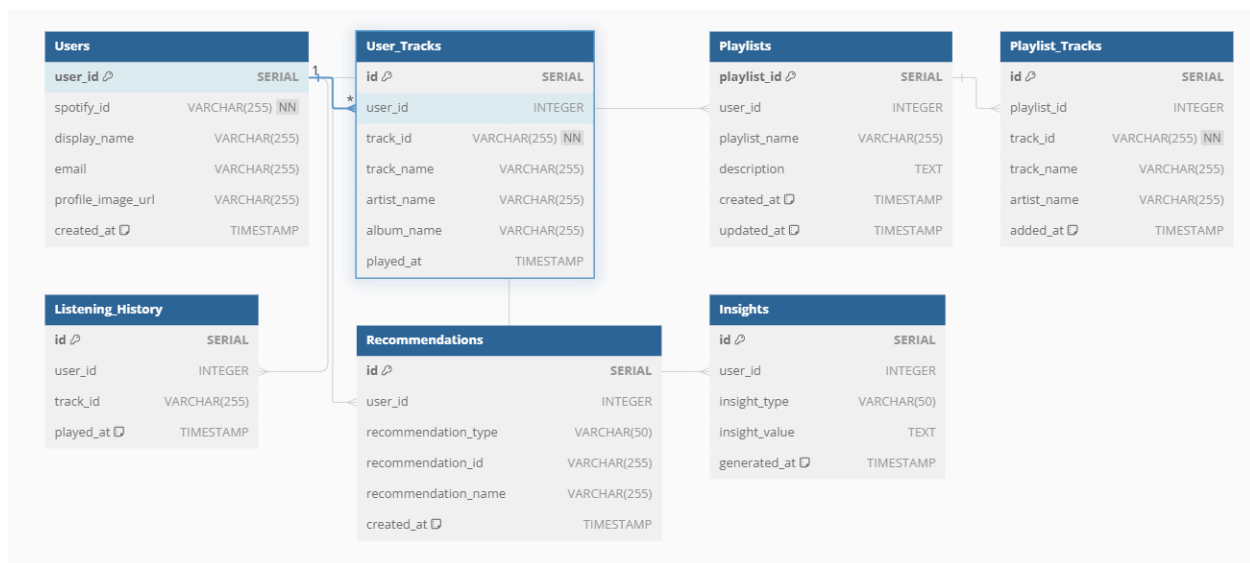 Users
user_id SERIAL
spotify_id VARCHAR(255) NN
display_name VARCHAR(255)
email VARCHAR(255)
profile_image_url VARCHAR(255)
created_at TIMESTAMP
1
*
User_Tracks
id SERIAL
user_id INTEGER
track_id VARCHAR(255) NN
track_name VARCHAR(255)
artist_name VARCHAR(255)
album_name VARCHAR(255)
played_at TIMESTAMP
Playlists
playlist_id SERIAL
user_id INTEGER
playlist_name VARCHAR(255)
description TEXT
created_at TIMESTAMP
updated_at TIMESTAMP
Playlist_Tracks
id SERIAL
playlist_id INTEGER
track_id VARCHAR(255) NN
track_name VARCHAR(255)
artist_name VARCHAR(255)
added_at TIMESTAMP
Listening_History
id SERIAL
user_id INTEGER
track_id VARCHAR(255)
played_at TIMESTAMP
Recommendations
id SERIAL
user_id INTEGER
recommendation_type VARCHAR(50)
recommendation_id VARCHAR(255)
recommendation_name VARCHAR(255)
created_at TIMESTAMP
Insights
id SERIAL
user_id INTEGER
insight_type VARCHAR(50)
insight_value TEXT
generated_at TIMESTAMP